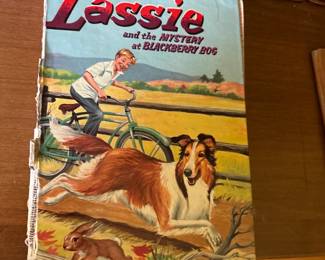 Lassie
and the MYSTERY
at BLACKBERRY BOG